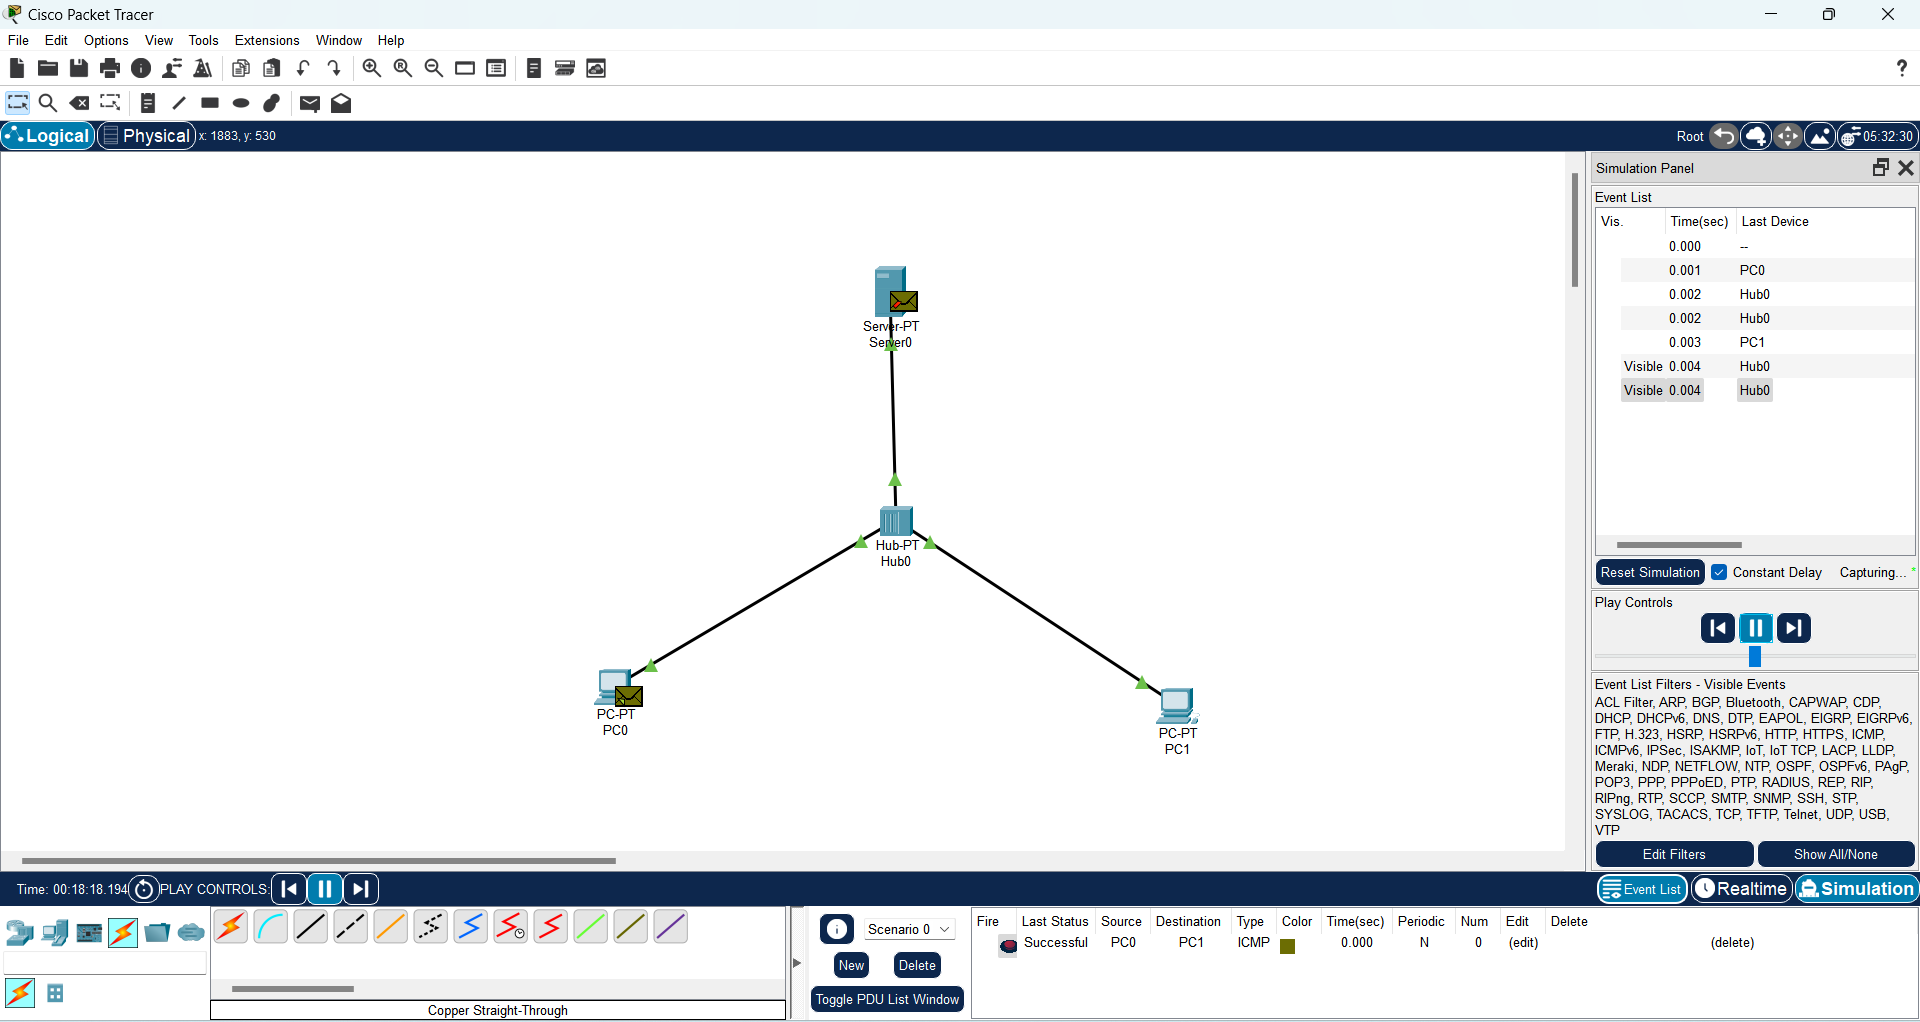 Cisco Packet Tracer
File Edit Options View Tools Extensions Window Help
?
Logical Physical x: 1883, y: 530 Root 05:32:30
Simulation Panel
Event List
Vis. Time(sec) Last Device
0.000 --
0.001 PC0
0.002 Hub0
0.002 Hub0
0.003 PC1
Visible 0.004 Hub0
Visible 0.004 Hub0
Server-PT
Server0
Hub-PT
Hub0
PC-PT
PC0
PC-PT
PC1
Reset Simulation Constant Delay Capturing... *
Play Controls
Event List Filters - Visible Events
ACL Filter, ARP, BGP, Bluetooth, CAPWAP, CDP,
DHCP, DHCPv6, DNS, DTP, EAPOL, EIGRP, EIGRPv6,
FTP, H.323, HSRP, HSRPv6, HTTP, HTTPS, ICMP,
ICMPv6, IPSec, ISAKMP, IoT, IoT TCP, LACP, LLDP,
Meraki, NDP, NETFLOW, NTP, OSPF, OSPFv6, PAgP,
POP3, PPP, PPPoED, PTP, RADIUS, REP, RIP,
RIPng, RTP, SCCP, SMTP, SNMP, SSH, STP,
SYSLOG, TACACS, TCP, TFTP, Telnet, UDP, USB,
VTP
Edit Filters Show All/None
Time: 00:18:18.194 PLAY CONTROLS: Event List Realtime Simulation
Scenario 0
New Delete
Toggle PDU List Window
Fire Last Status Source Destination Type Color Time(sec) Periodic Num Edit Delete
Successful PC0 PC1 ICMP 0.000 N 0 (edit) (delete)
Copper Straight-Through